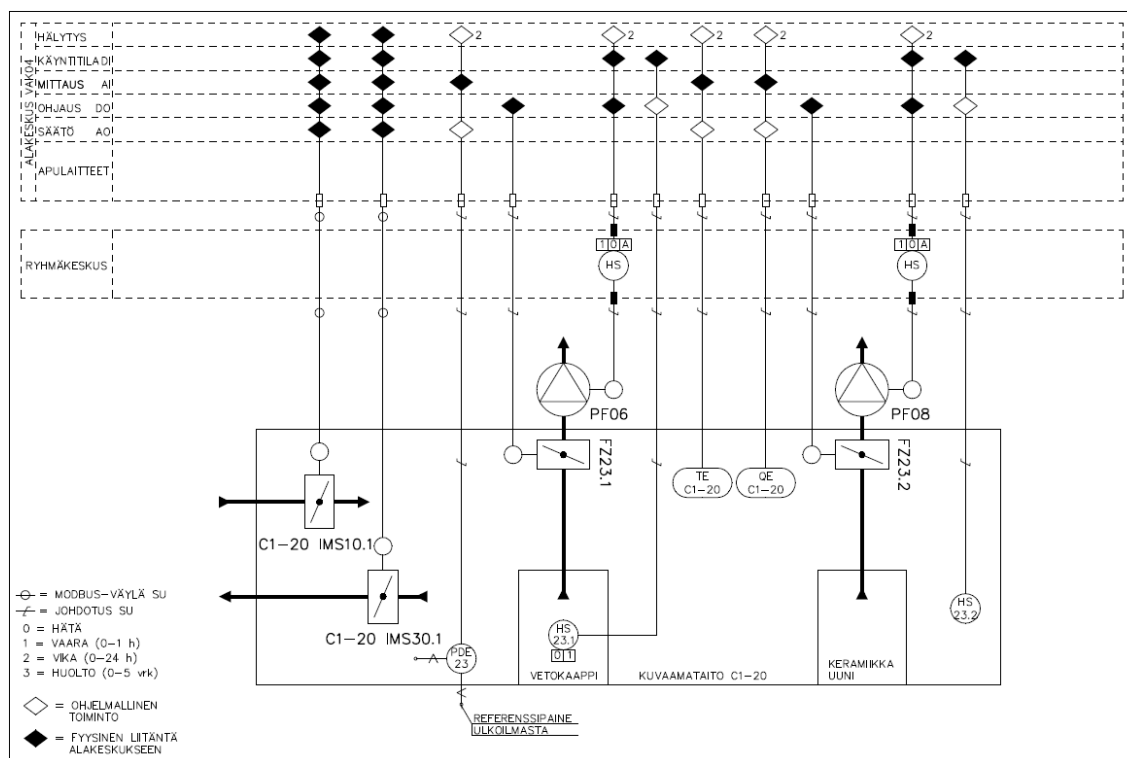 ALAKESKUS VAK04
HÄLYTYS
2
2
2
2
2
KÄYNTITILA DI
MITTAUS AI
OHJAUS DO
SÄÄTÖ AO
APULAITTEET
RYHMÄKESKUS
1 0 A
HS
1 0 A
HS
PF06
PF08
FZ23.1
FZ23.2
TE
C1-20
QE
C1-20
C1-20 IMS10.1
C1-20 IMS30.1
PDE
23
HS
23.1
0 1
HS
23.2
VETOKAAPPI
KUVAAMATAITO C1-20
KERAMIIKKA
UUNI
REFERENSSIPAINE
ULKOILMASTA
= MODBUS-VÄYLÄ SU
= JOHDOTUS SU
0 = HÄTÄ
1 = VAARA (0-1 h)
2 = VIKA (0-24 h)
3 = HUOLTO (0-5 vrk)
= OHJELMALLINEN
TOIMINTO
= FYYSINEN LIITÄNTÄ
ALAKESKUKSEEN